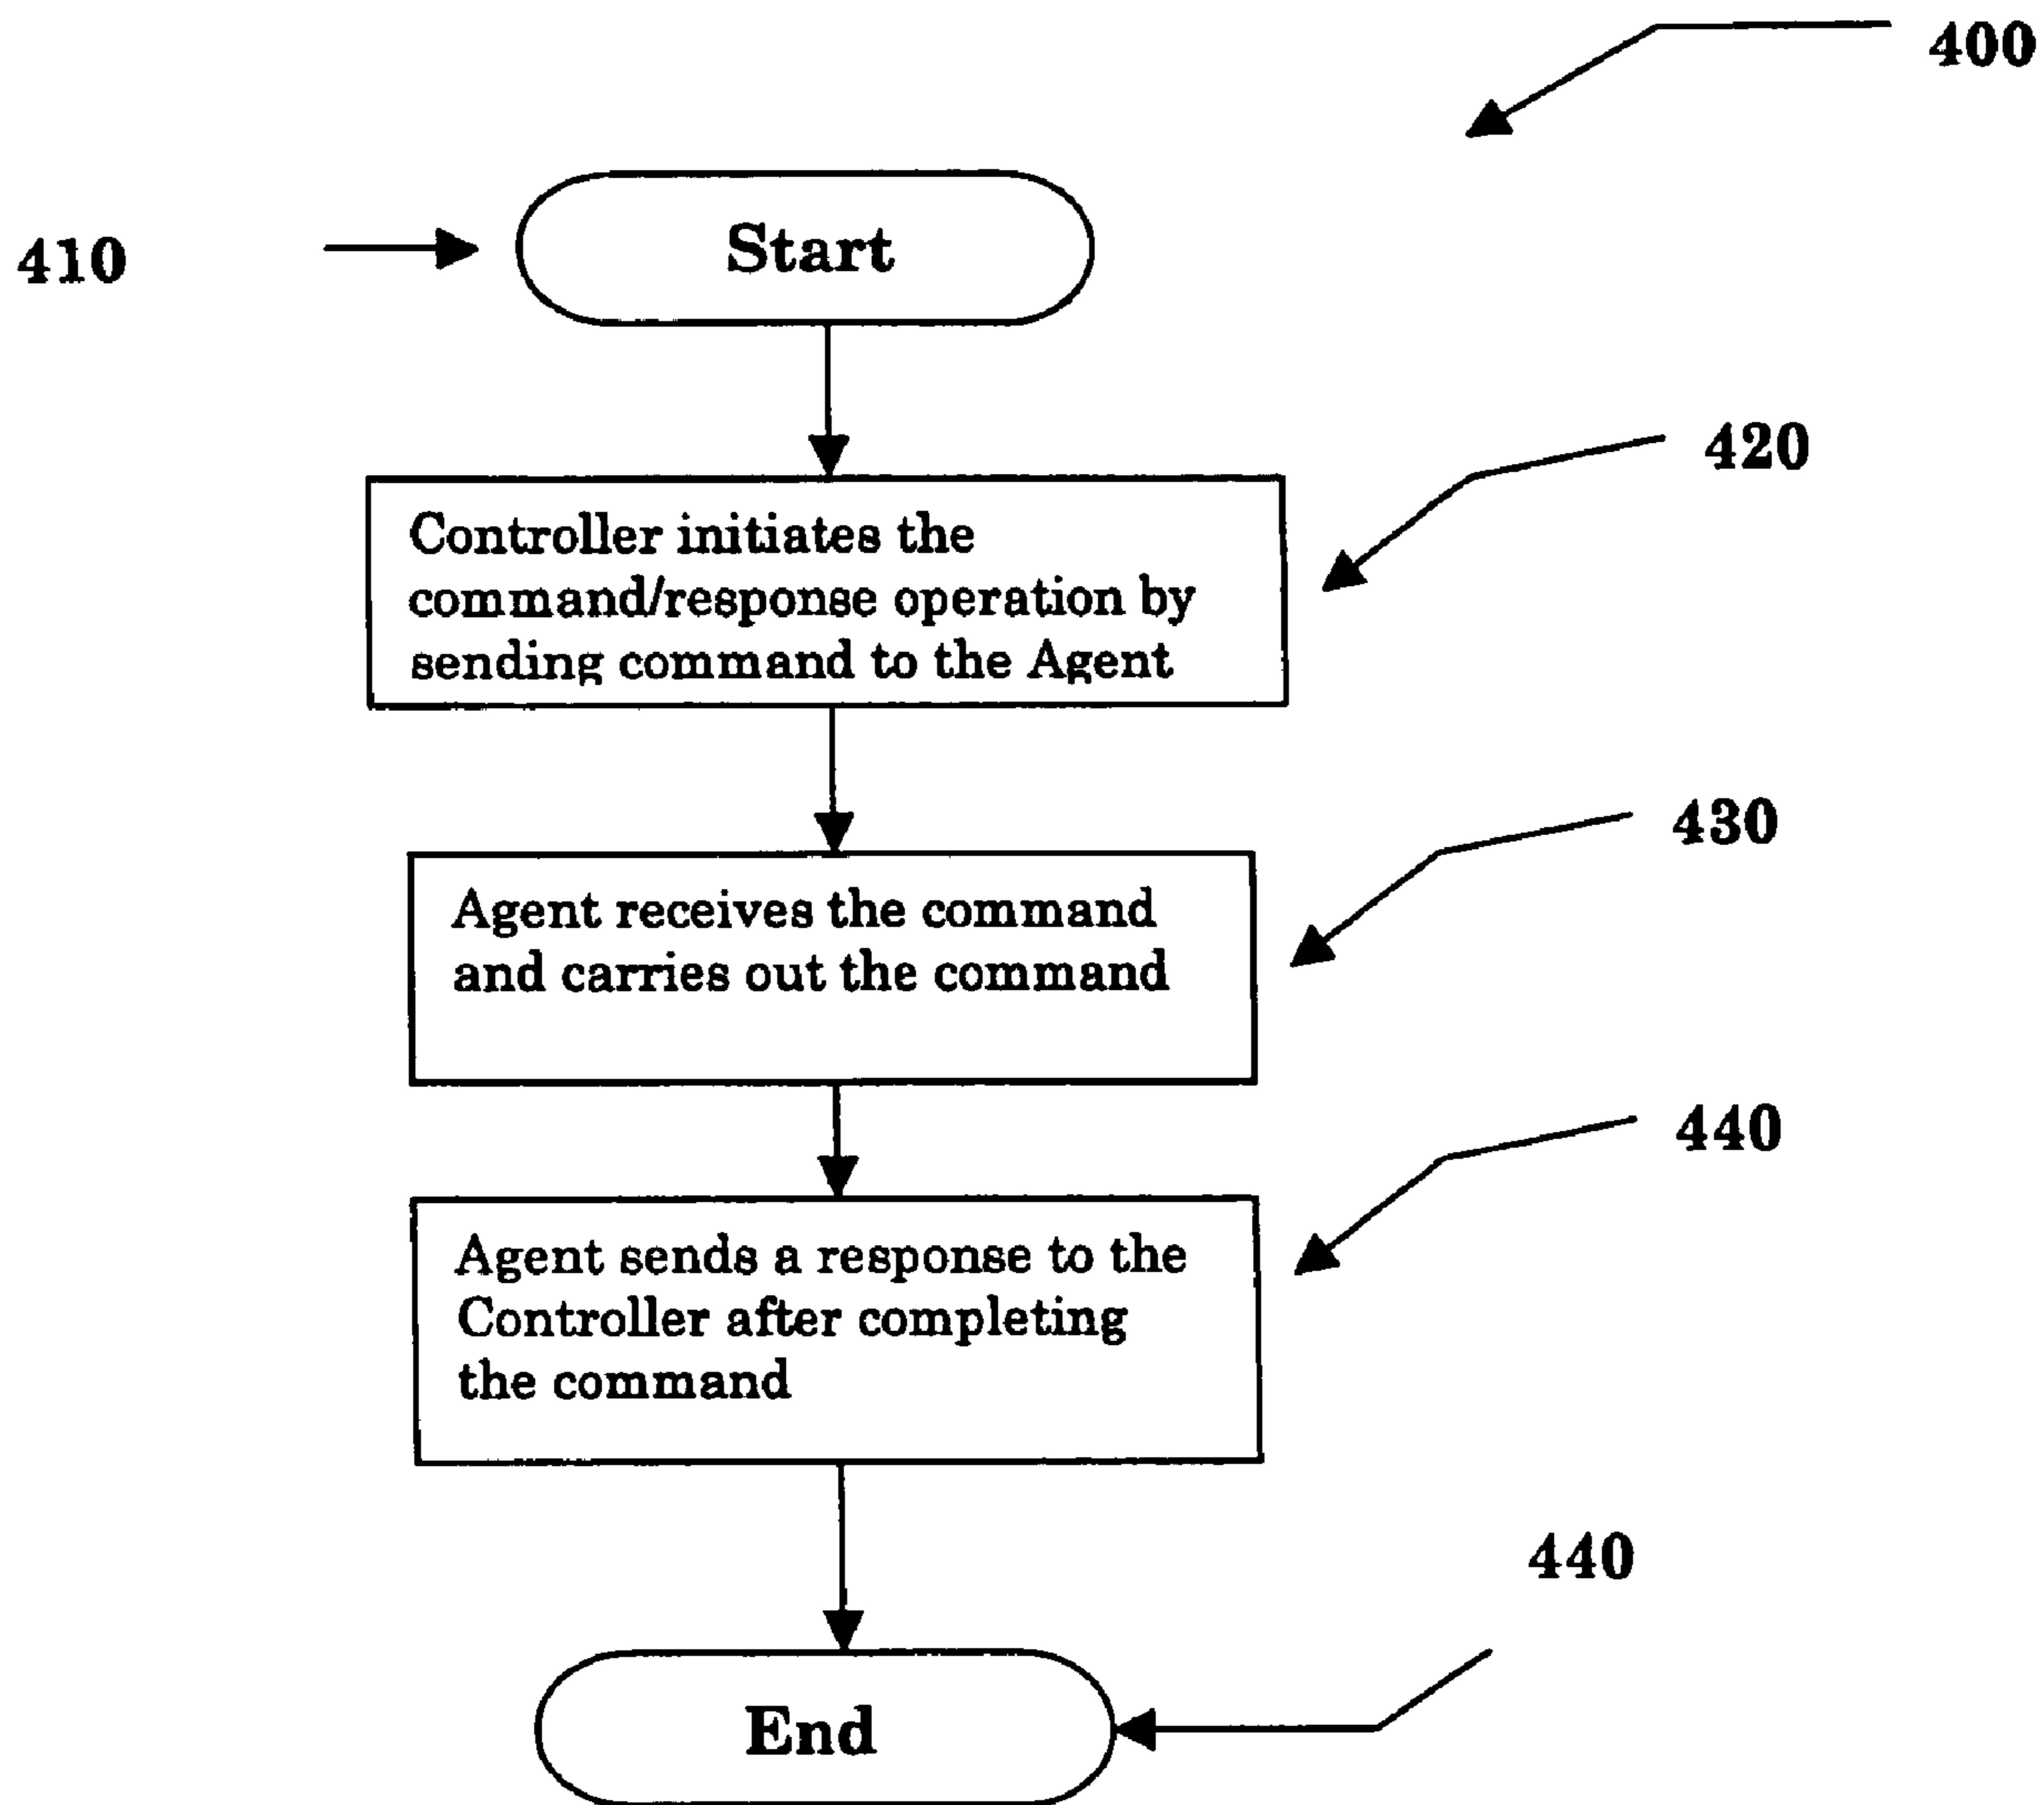 400
410
Start
420
Controller initiates the
command/response operation by
sending command to the Agent
430
Agent receives the command
and carries out the command
440
Agent sends a response to the
Controller after completing
the command
440
End